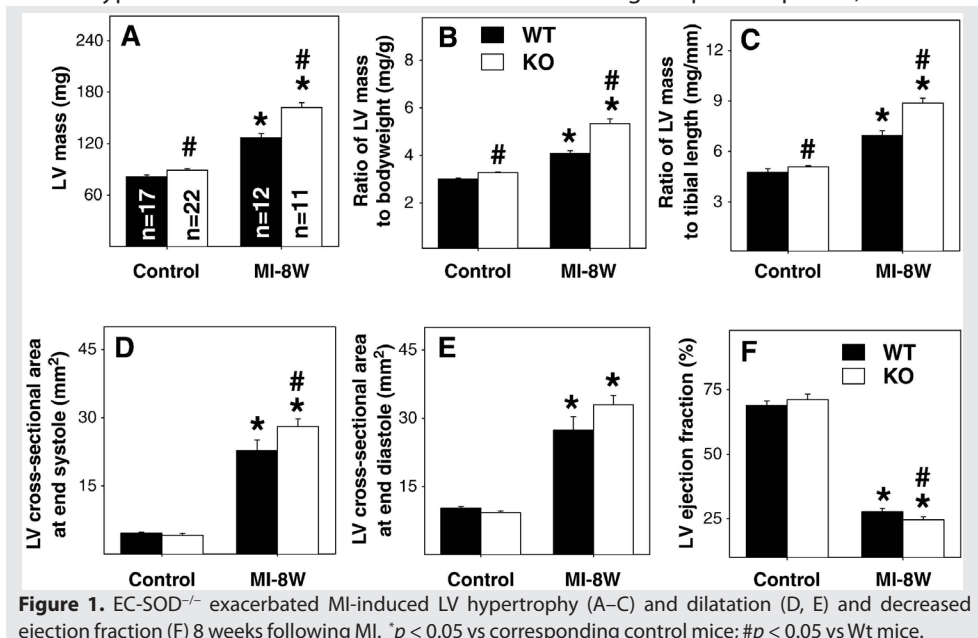 A
LV mass (mg)
240
180
120
60
#
*
#
*
n=17
n=22
n=12
n=11
Control
MI-8W
B
WT
KO
Ratio of LV mass
to bodyweight (mg/g)
8
6
4
2
#
*
#
*
Control
MI-8W
C
Ratio of LV mass
to tibial length (mg/mm)
12
9
6
3
#
*
#
*
Control
MI-8W
D
LV cross-sectional area
at end systole (mm²)
45
30
15
*
#
*
Control
MI-8W
E
LV cross-sectional area
at end diastole (mm²)
45
30
15
*
*
Control
MI-8W
F
WT
KO
LV ejection fraction (%)
75
50
25
*
#
*
Control
MI-8W
Figure 1. EC-SOD⁻/⁻ exacerbated MI-induced LV hypertrophy (A–C) and dilatation (D, E) and decreased
ejection fraction (F) 8 weeks following MI. *p < 0.05 vs corresponding control mice; #p < 0.05 vs Wt mice.